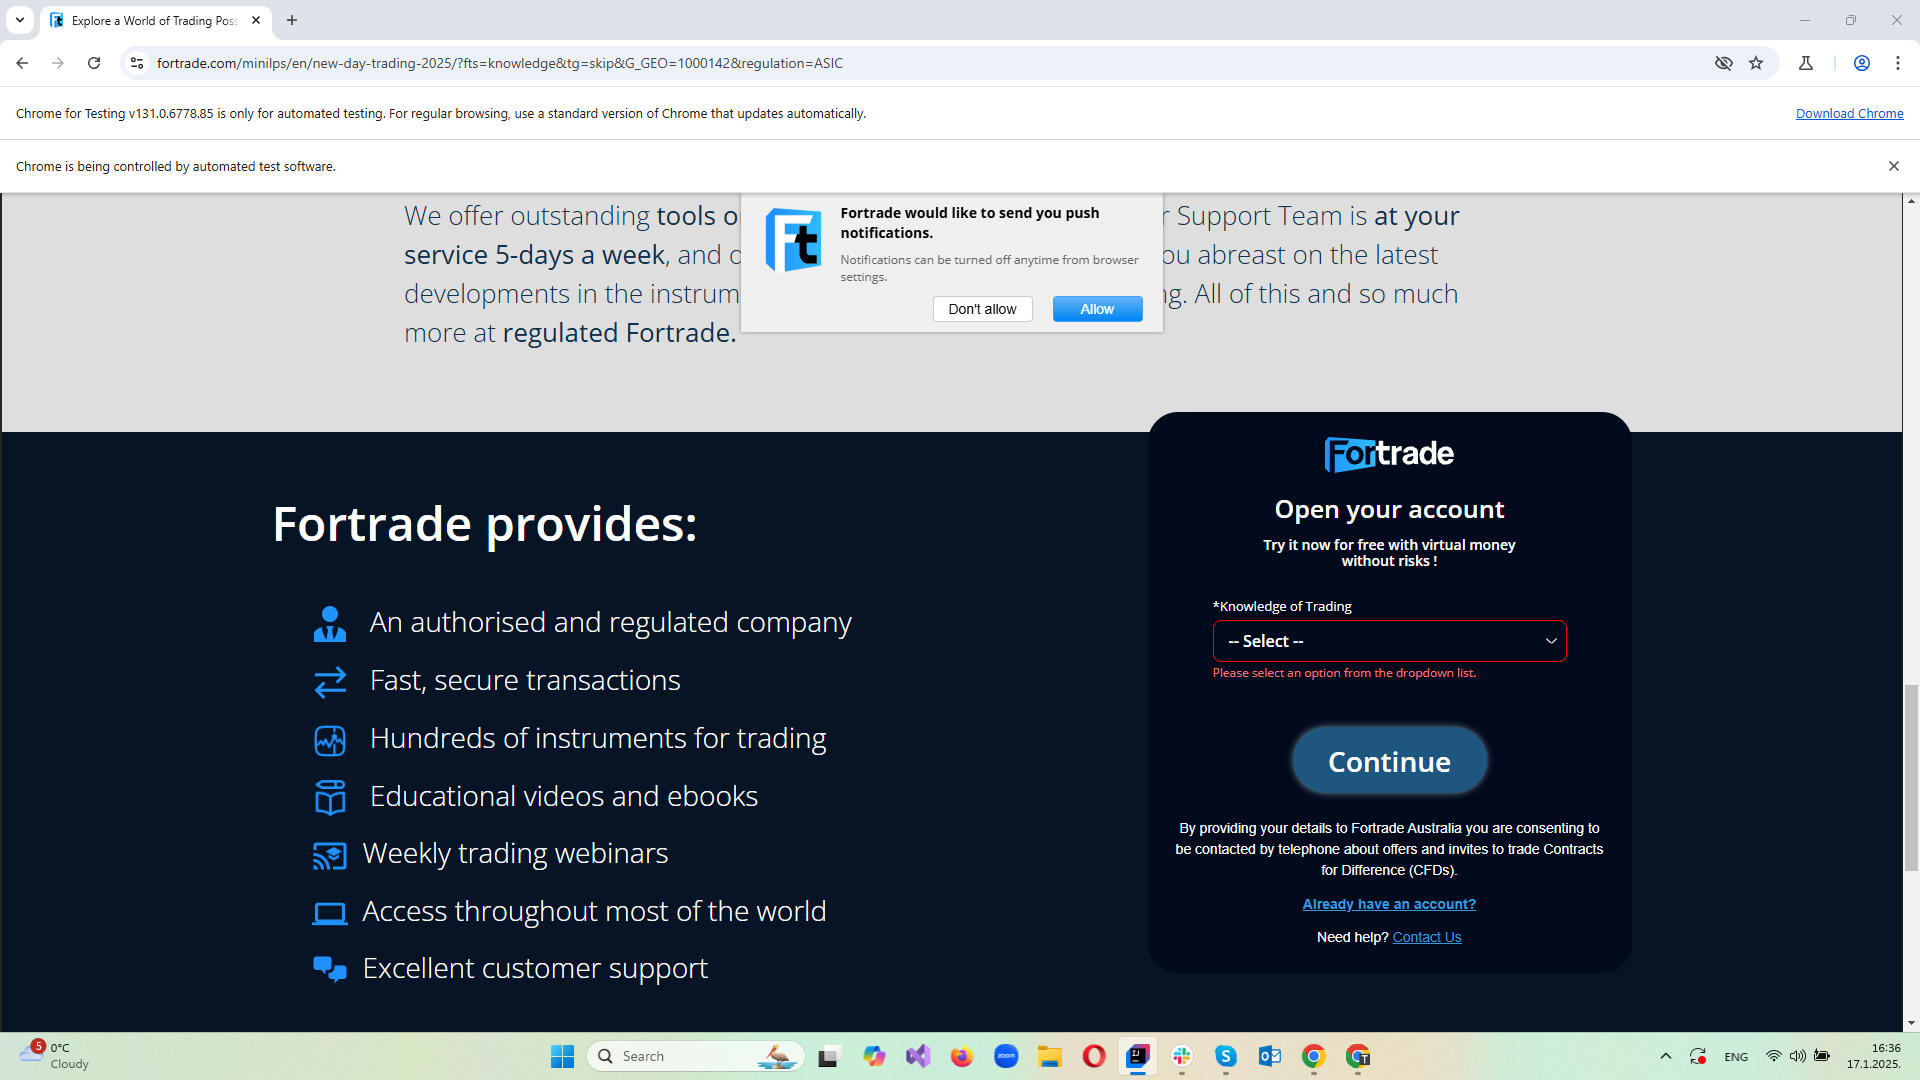 Explore a World of Trading Poss
fortrade.com/minilps/en/new-day-trading-2025/?fts=knowledge&tg=skip&G_GEO=1000142&regulation=ASIC
Chrome for Testing v131.0.6778.85 is only for automated testing. For regular browsing, use a standard version of Chrome that updates automatically.
Download Chrome
Chrome is being controlled by automated test software.
We offer outstanding tools o
r Support Team is at your
service 5-days a week, and
ou abreast on the latest
developments in the instrum
ng. All of this and so much
more at regulated Fortrade.
Ft
Fortrade would like to send you push
notifications.
Notifications can be turned off anytime from browser
settings.
Don't allow
Allow
Fortrade provides:
An authorised and regulated company
Fast, secure transactions
Hundreds of instruments for trading
Educational videos and ebooks
Weekly trading webinars
Access throughout most of the world
Excellent customer support
Fortrade
Open your account
Try it now for free with virtual money
without risks !
*Knowledge of Trading
-- Select --
Please select an option from the dropdown list.
Continue
By providing your details to Fortrade Australia you are consenting to
be contacted by telephone about offers and invites to trade Contracts
for Difference (CFDs).
Already have an account?
Need help? Contact Us
5
0°C
Cloudy
Search
zoom
ENG
16:36
17.1.2025.